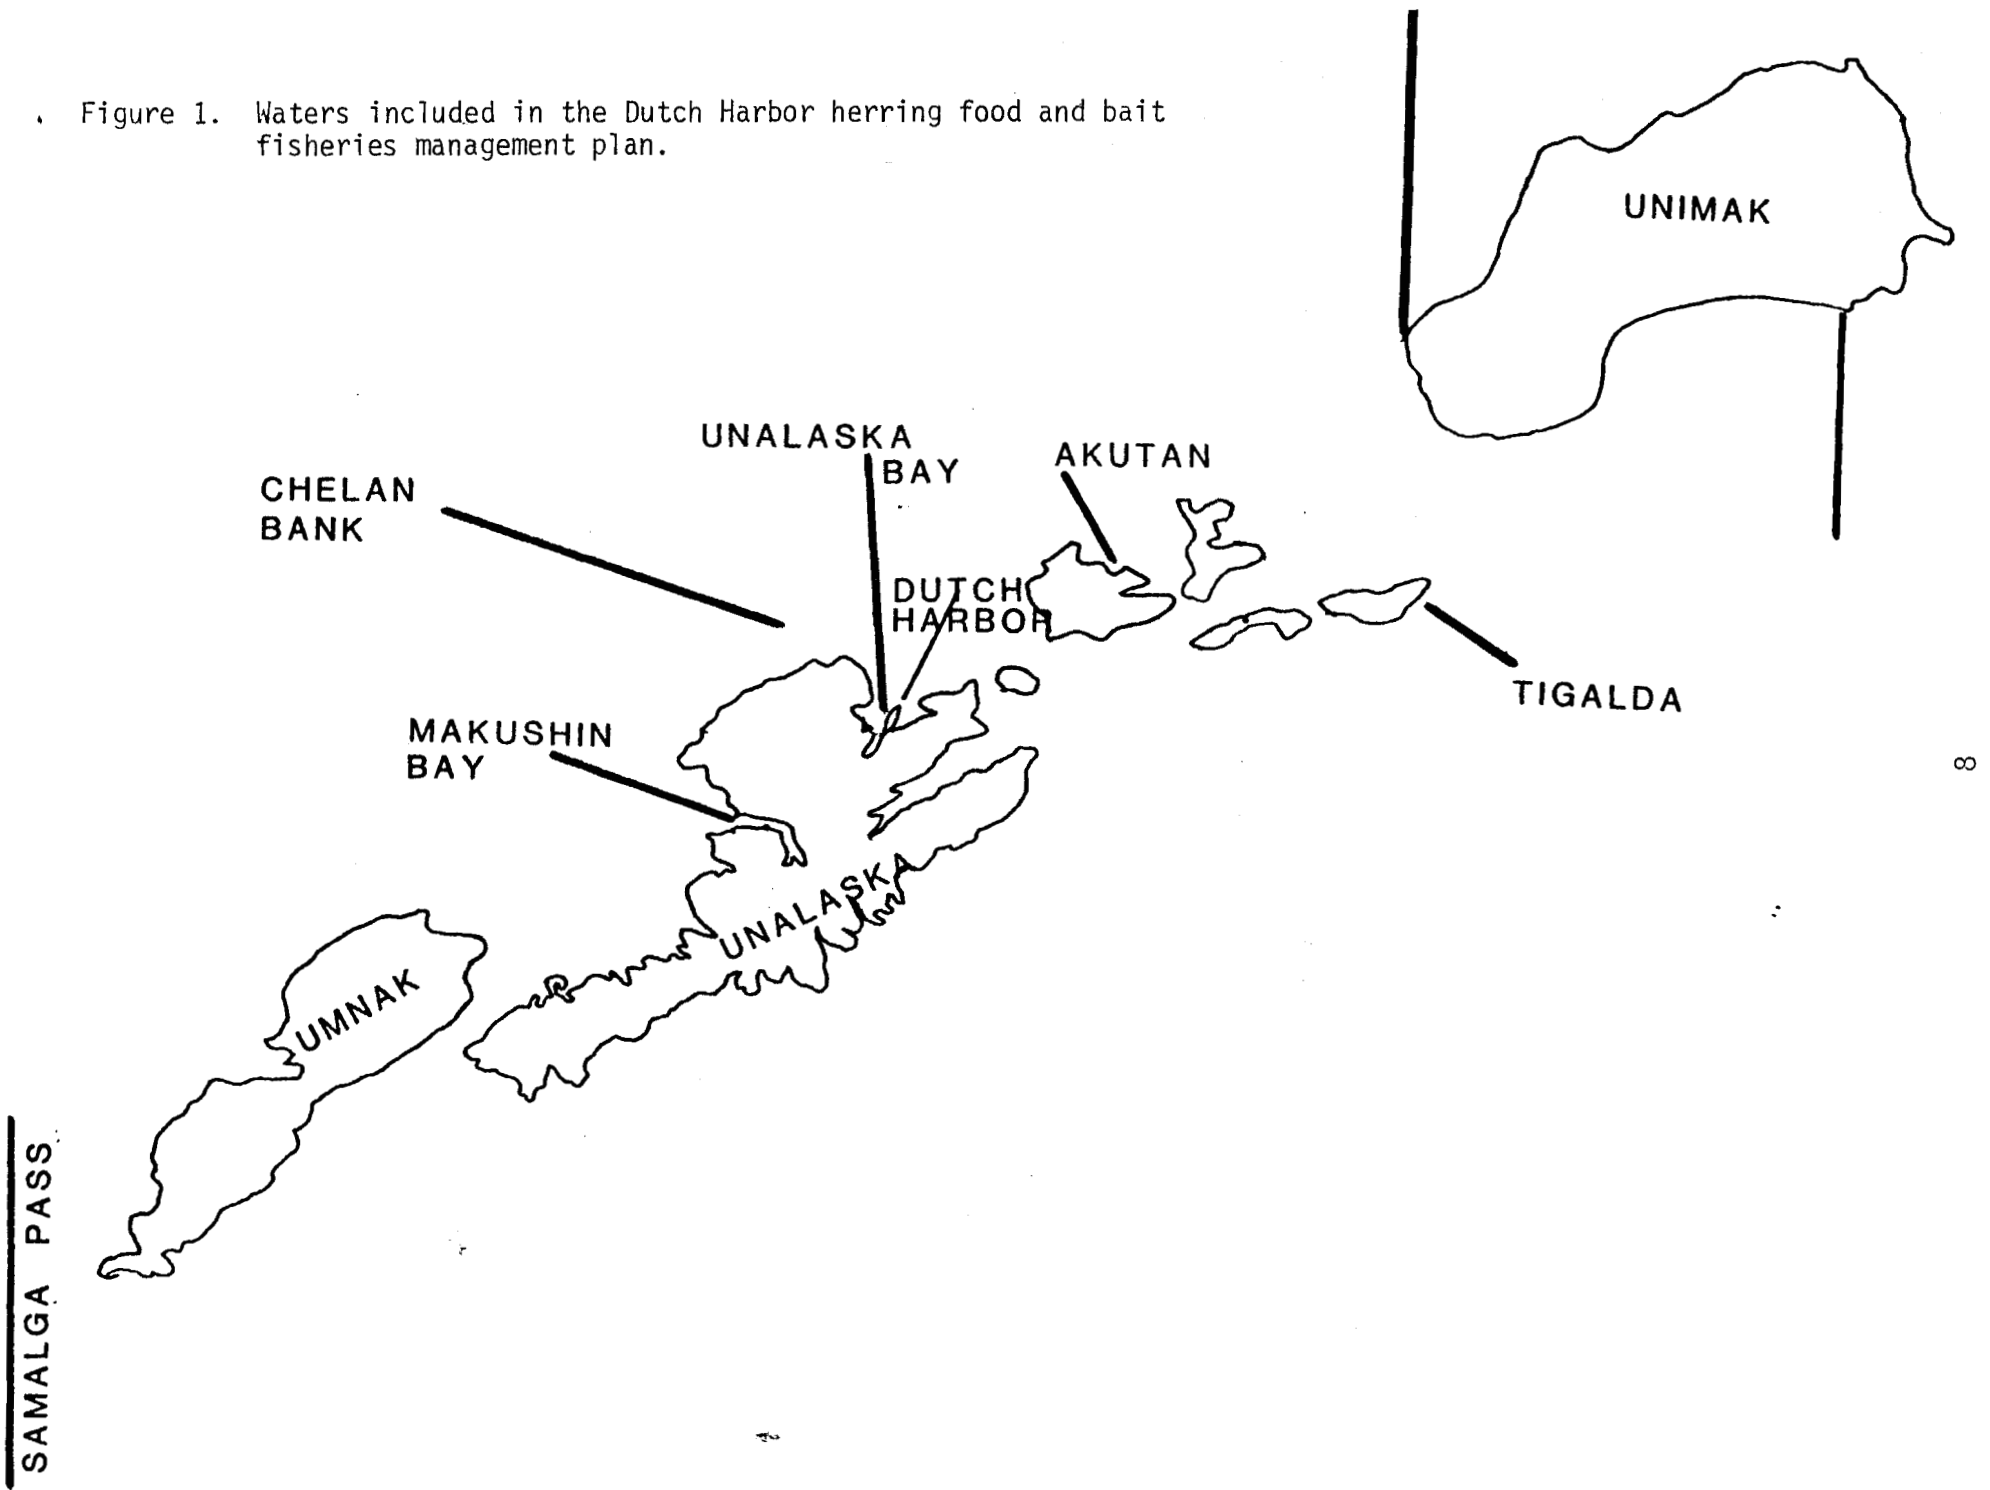 Figure 1. Waters included in the Dutch Harbor herring food and bait
fisheries management plan.
UNIMAK
UNALASKA
BAY
AKUTAN
CHELAN
BANK
DUTCH
HARBOR
TIGALDA
MAKUSHIN
BAY
8
UNALASKA
UMNAK
SAMALGA PASS